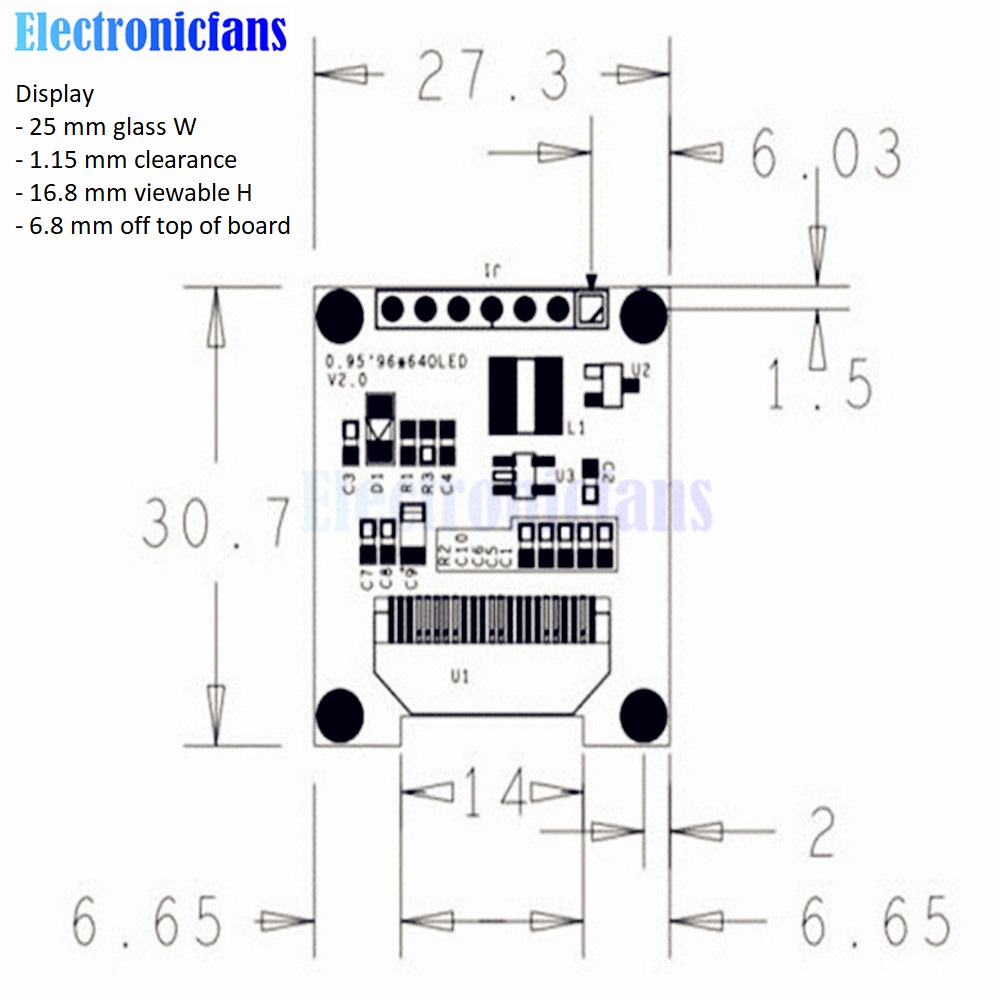 Electronicfans
Display
- 25 mm glass W
- 1.15 mm clearance
- 16.8 mm viewable H
- 6.8 mm off top of board
27.3
6.03
J1
0.95'96*64OLED
V2.0
U2
1.5
L1
C3
D1
R1
R3
C4
U3
C2
Electronicfans
30.7
R2
C10
C6
C5
C1
C7
C8
C9
U1
14
2
6.65
6.65